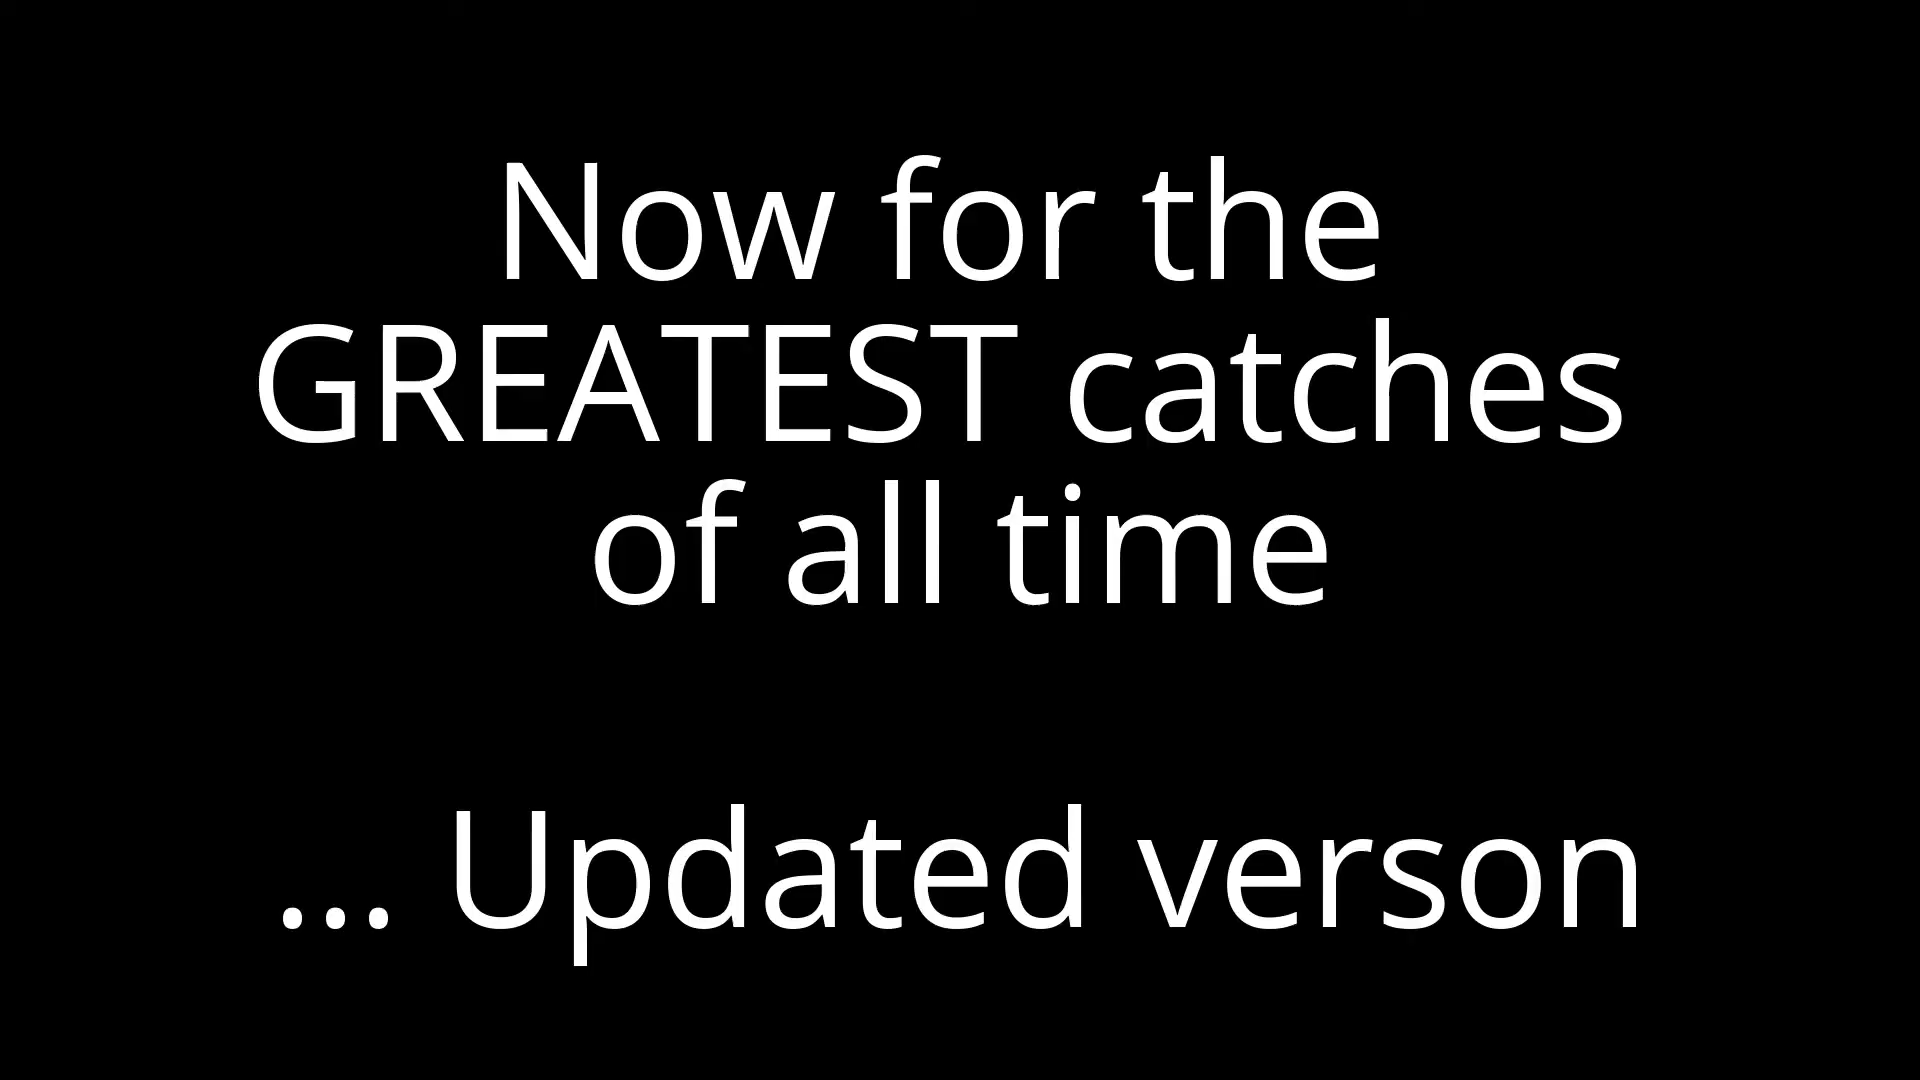 Now for the
GREATEST catches
of all time
... Updated verson